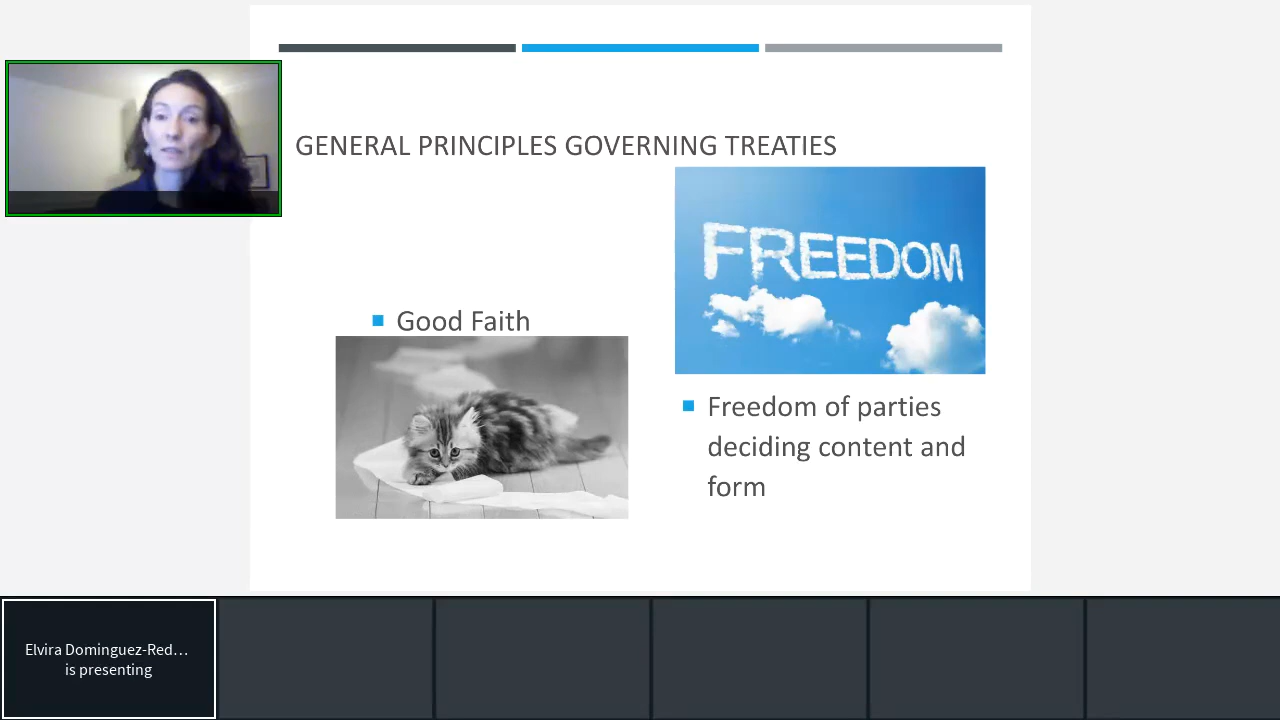 GENERAL PRINCIPLES GOVERNING TREATIES
FREEDOM
Good Faith
Freedom of parties
deciding content and
form
Elvira Dominguez-Red…
is presenting